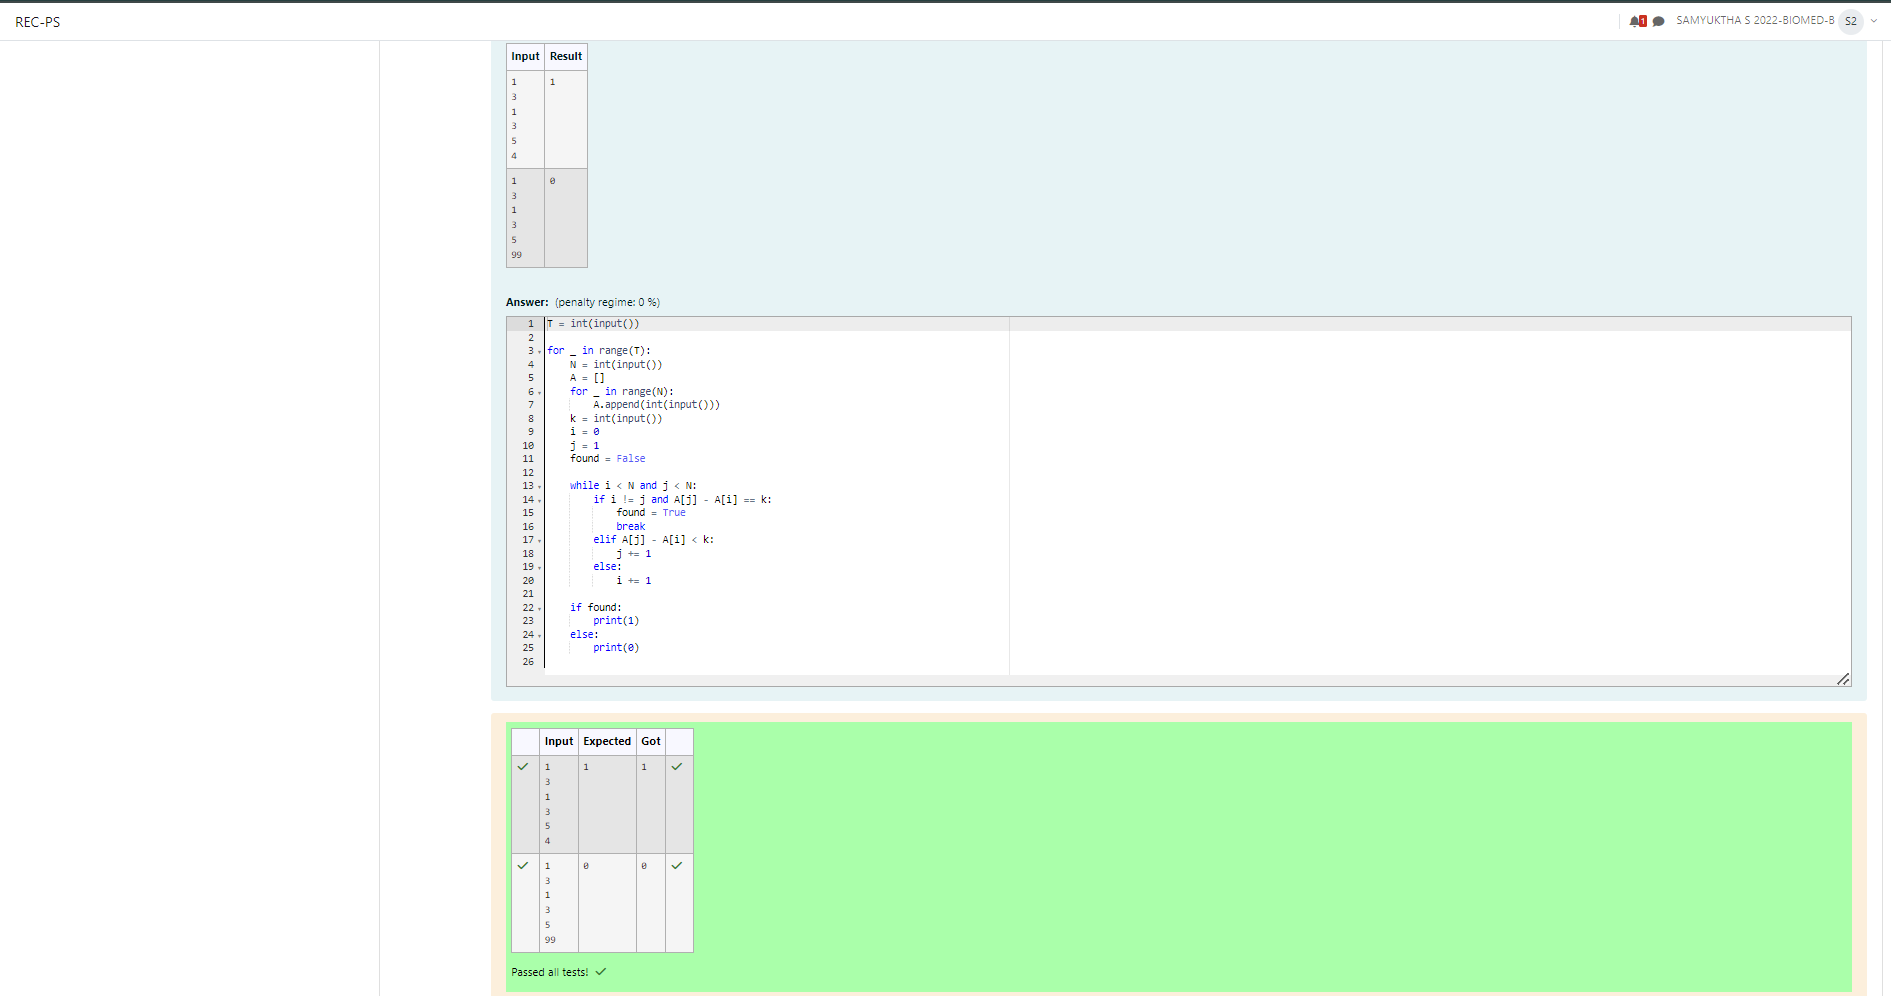 REC-PS
1
SAMYUKTHA S 2022-BIOMED-B S2
Input Result
1 1
3
1
3
5
4
1 0
3
1
3
5
99
Answer: (penalty regime: 0 %)
1 T = int(input())
2
3 for _ in range(T):
4     N = int(input())
5     A = []
6     for _ in range(N):
7         A.append(int(input()))
8     k = int(input())
9     i = 0
10     j = 1
11     found = False
12
13     while i < N and j < N:
14         if i != j and A[j] - A[i] == k:
15             found = True
16             break
17         elif A[j] - A[i] < k:
18             j += 1
19         else:
20             i += 1
21
22     if found:
23         print(1)
24     else:
25         print(0)
26
Input Expected Got
1 1 1
3
1
3
5
4
1 0 0
3
1
3
5
99
Passed all tests!